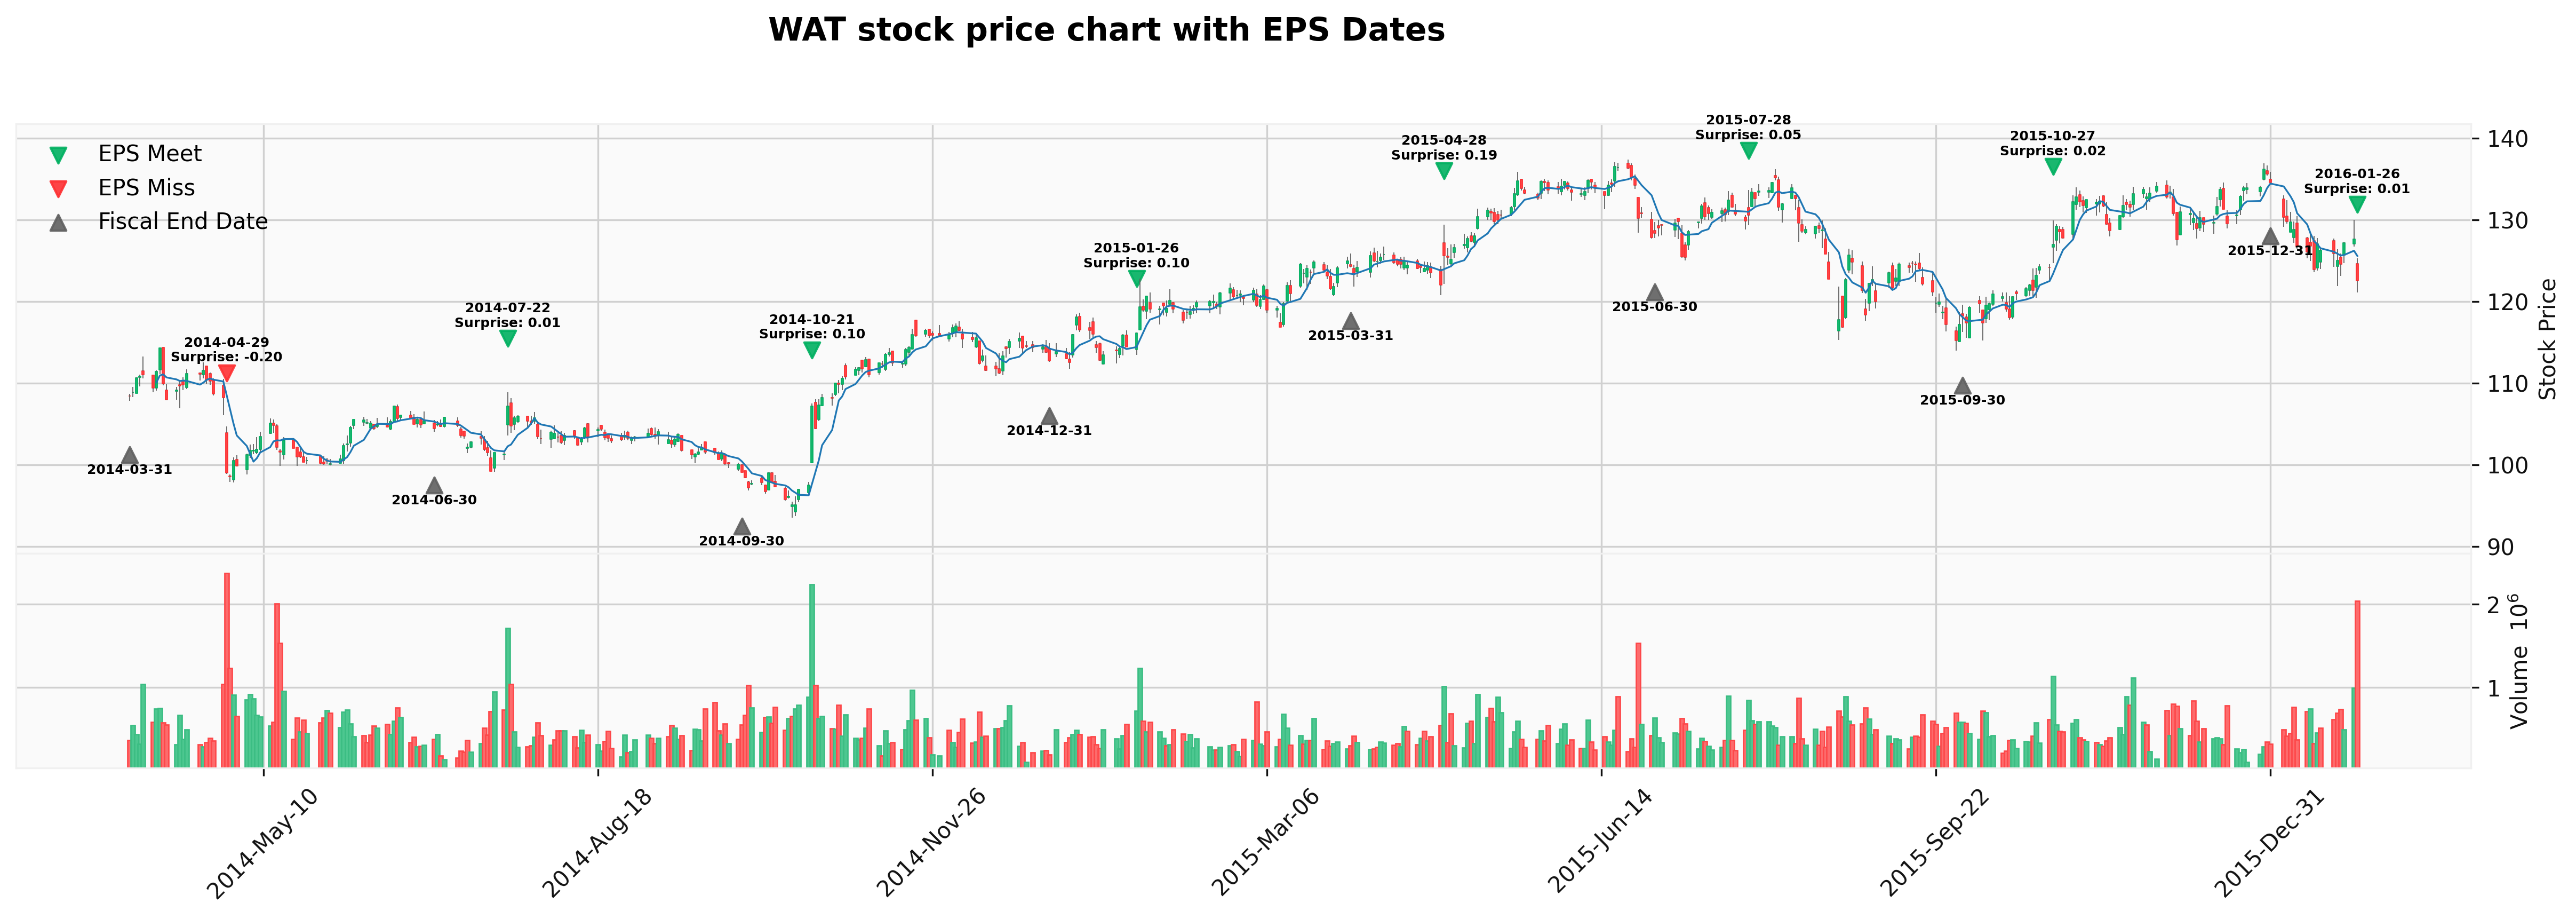 WAT stock price chart with EPS Dates
EPS Meet
EPS Miss
Fiscal End Date
2014-03-31
2014-04-29
Surprise: -0.20
2014-06-30
2014-07-22
Surprise: 0.01
2014-09-30
2014-10-21
Surprise: 0.10
2014-12-31
2015-01-26
Surprise: 0.10
2015-03-31
2015-04-28
Surprise: 0.19
2015-06-30
2015-07-28
Surprise: 0.05
2015-09-30
2015-10-27
Surprise: 0.02
2015-12-31
2016-01-26
Surprise: 0.01
140
130
120
110
100
90
Stock Price
2
1
Volume 10⁶
2014-May-10
2014-Aug-18
2014-Nov-26
2015-Mar-06
2015-Jun-14
2015-Sep-22
2015-Dec-31